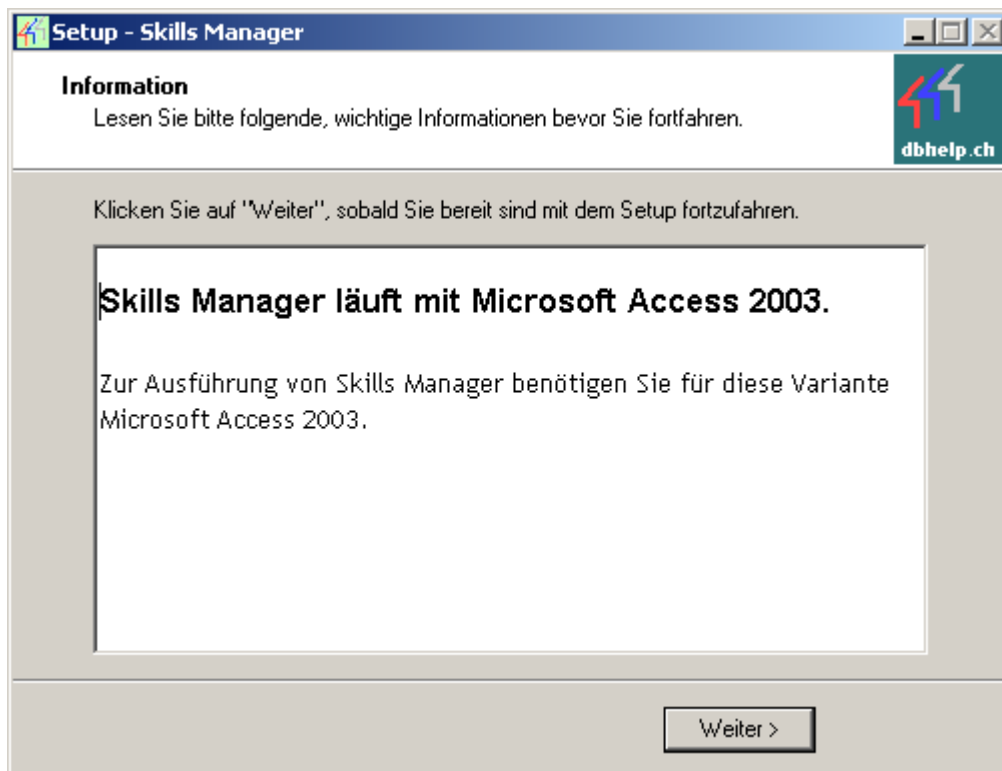 Setup - Skills Manager
Information
Lesen Sie bitte folgende, wichtige Informationen bevor Sie fortfahren.
dbhelp.ch
Klicken Sie auf "Weiter", sobald Sie bereit sind mit dem Setup fortzufahren.
Skills Manager läuft mit Microsoft Access 2003.
Zur Ausführung von Skills Manager benötigen Sie für diese Variante
Microsoft Access 2003.
Weiter >